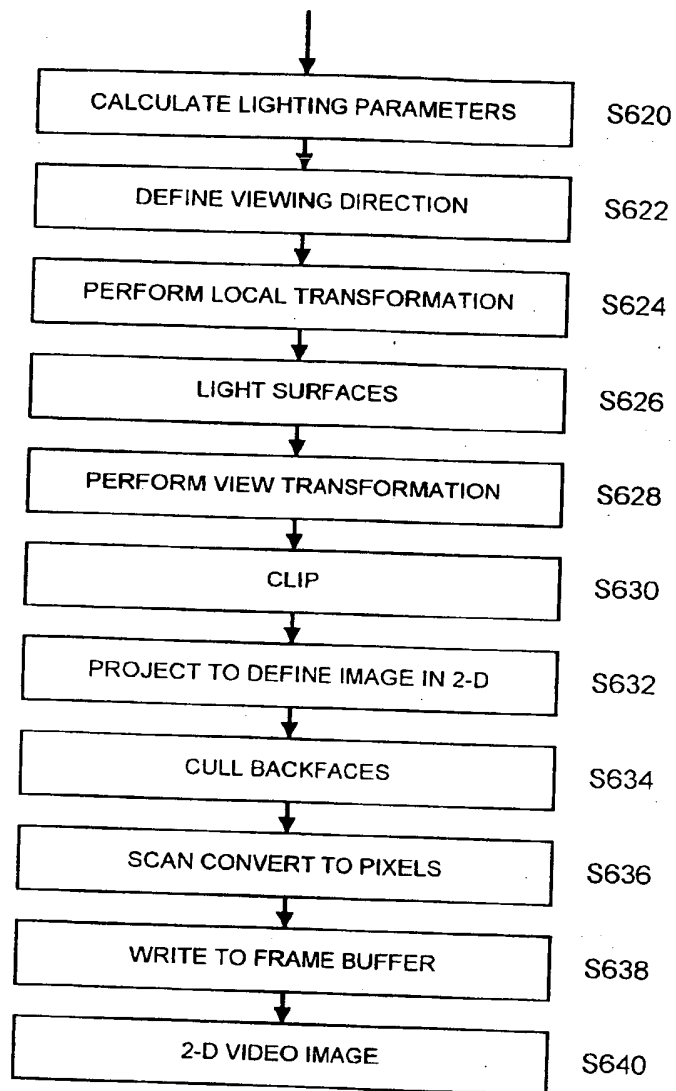 CALCULATE LIGHTING PARAMETERS S620
DEFINE VIEWING DIRECTION S622
PERFORM LOCAL TRANSFORMATION S624
LIGHT SURFACES S626
PERFORM VIEW TRANSFORMATION S628
CLIP S630
PROJECT TO DEFINE IMAGE IN 2-D S632
CULL BACKFACES S634
SCAN CONVERT TO PIXELS S636
WRITE TO FRAME BUFFER S638
2-D VIDEO IMAGE S640